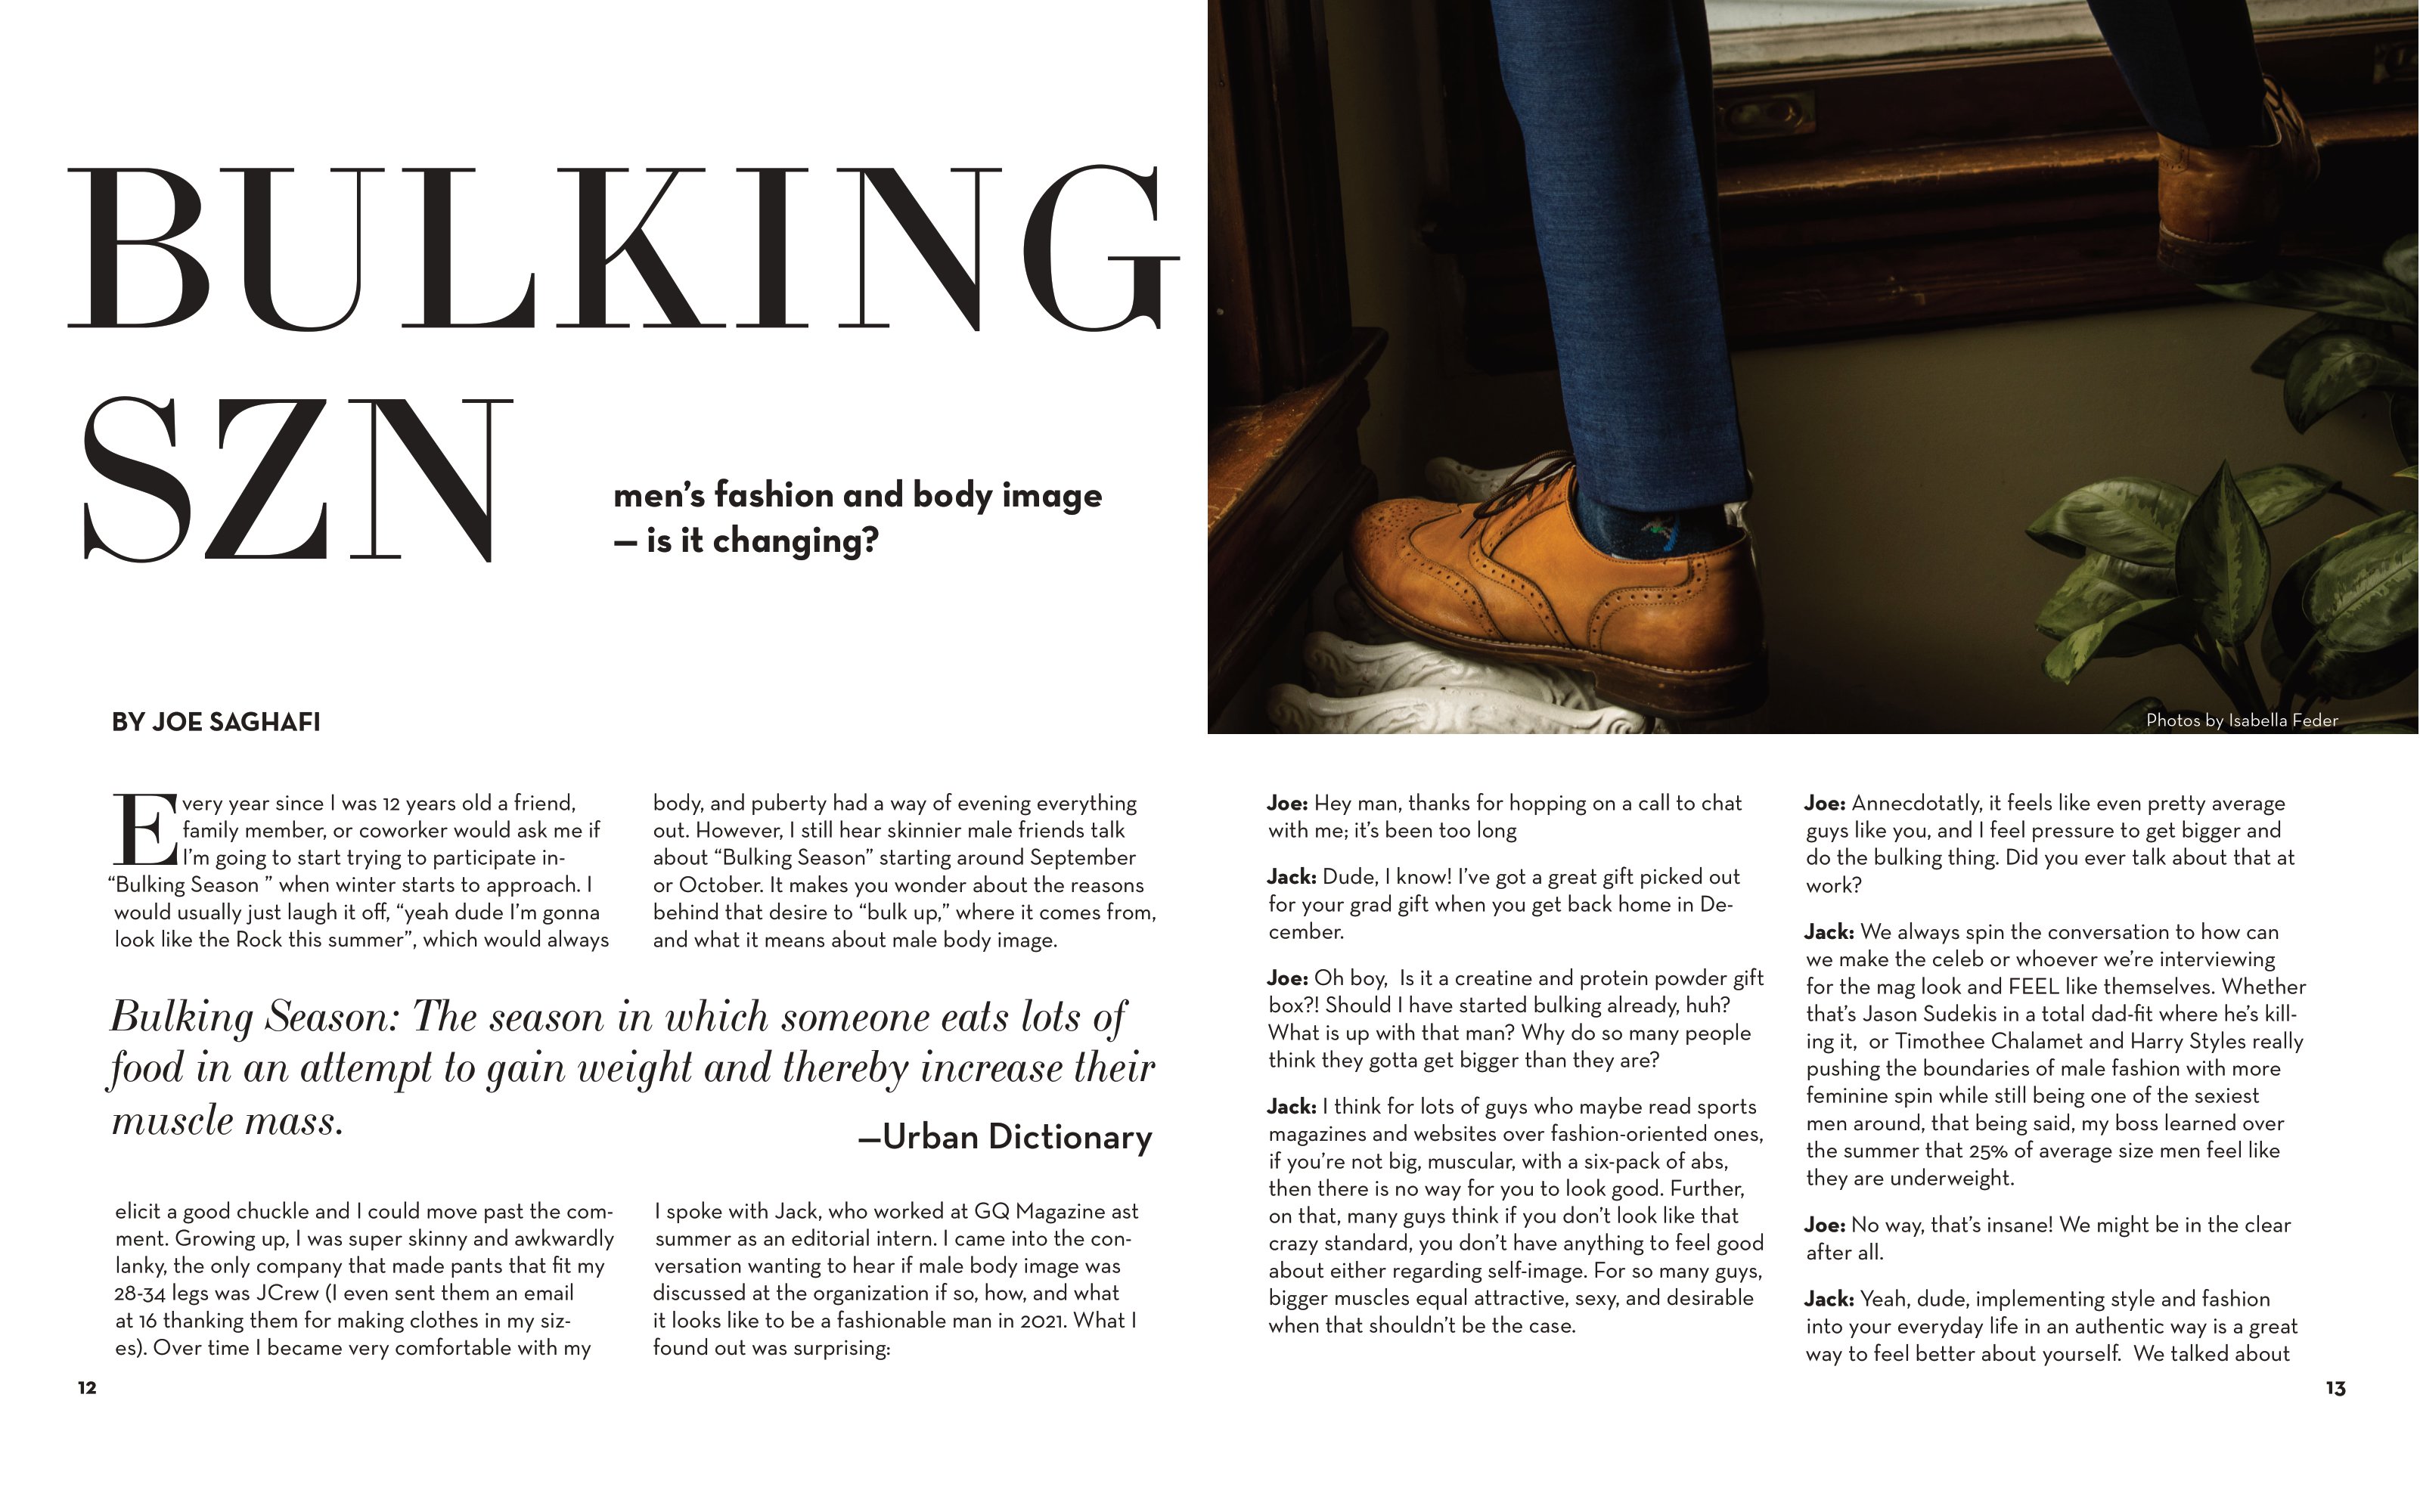 BULKING
SZN
men's fashion and body image
– is it changing?
BY JOE SAGHAFI
Every year since I was 12 years old a friend,
family member, or coworker would ask me if
I'm going to start trying to participate in-
“Bulking Season ” when winter starts to approach. I
would usually just laugh it off, “yeah dude I'm gonna
look like the Rock this summer”, which would always
body, and puberty had a way of evening everything
out. However, I still hear skinnier male friends talk
about “Bulking Season” starting around September
or October. It makes you wonder about the reasons
behind that desire to “bulk up,” where it comes from,
and what it means about male body image.
Bulking Season: The season in which someone eats lots of
food in an attempt to gain weight and thereby increase their
muscle mass.
—Urban Dictionary
elicit a good chuckle and I could move past the com-
ment. Growing up, I was super skinny and awkwardly
lanky, the only company that made pants that fit my
28-34 legs was JCrew (I even sent them an email
at 16 thanking them for making clothes in my siz-
es). Over time I became very comfortable with my
I spoke with Jack, who worked at GQ Magazine ast
summer as an editorial intern. I came into the con-
versation wanting to hear if male body image was
discussed at the organization if so, how, and what
it looks like to be a fashionable man in 2021. What I
found out was surprising:
12
Photos by Isabella Feder
Joe: Hey man, thanks for hopping on a call to chat
with me; it's been too long
Jack: Dude, I know! I've got a great gift picked out
for your grad gift when you get back home in De-
cember.
Joe: Oh boy,  Is it a creatine and protein powder gift
box?! Should I have started bulking already, huh?
What is up with that man? Why do so many people
think they gotta get bigger than they are?
Jack: I think for lots of guys who maybe read sports
magazines and websites over fashion-oriented ones,
if you're not big, muscular, with a six-pack of abs,
then there is no way for you to look good. Further,
on that, many guys think if you don't look like that
crazy standard, you don't have anything to feel good
about either regarding self-image. For so many guys,
bigger muscles equal attractive, sexy, and desirable
when that shouldn't be the case.
Joe: Annecdotatly, it feels like even pretty average
guys like you, and I feel pressure to get bigger and
do the bulking thing. Did you ever talk about that at
work?
Jack: We always spin the conversation to how can
we make the celeb or whoever we're interviewing
for the mag look and FEEL like themselves. Whether
that's Jason Sudekis in a total dad-fit where he's kill-
ing it,  or Timothee Chalamet and Harry Styles really
pushing the boundaries of male fashion with more
feminine spin while still being one of the sexiest
men around, that being said, my boss learned over
the summer that 25% of average size men feel like
they are underweight.
Joe: No way, that's insane! We might be in the clear
after all.
Jack: Yeah, dude, implementing style and fashion
into your everyday life in an authentic way is a great
way to feel better about yourself.  We talked about
13